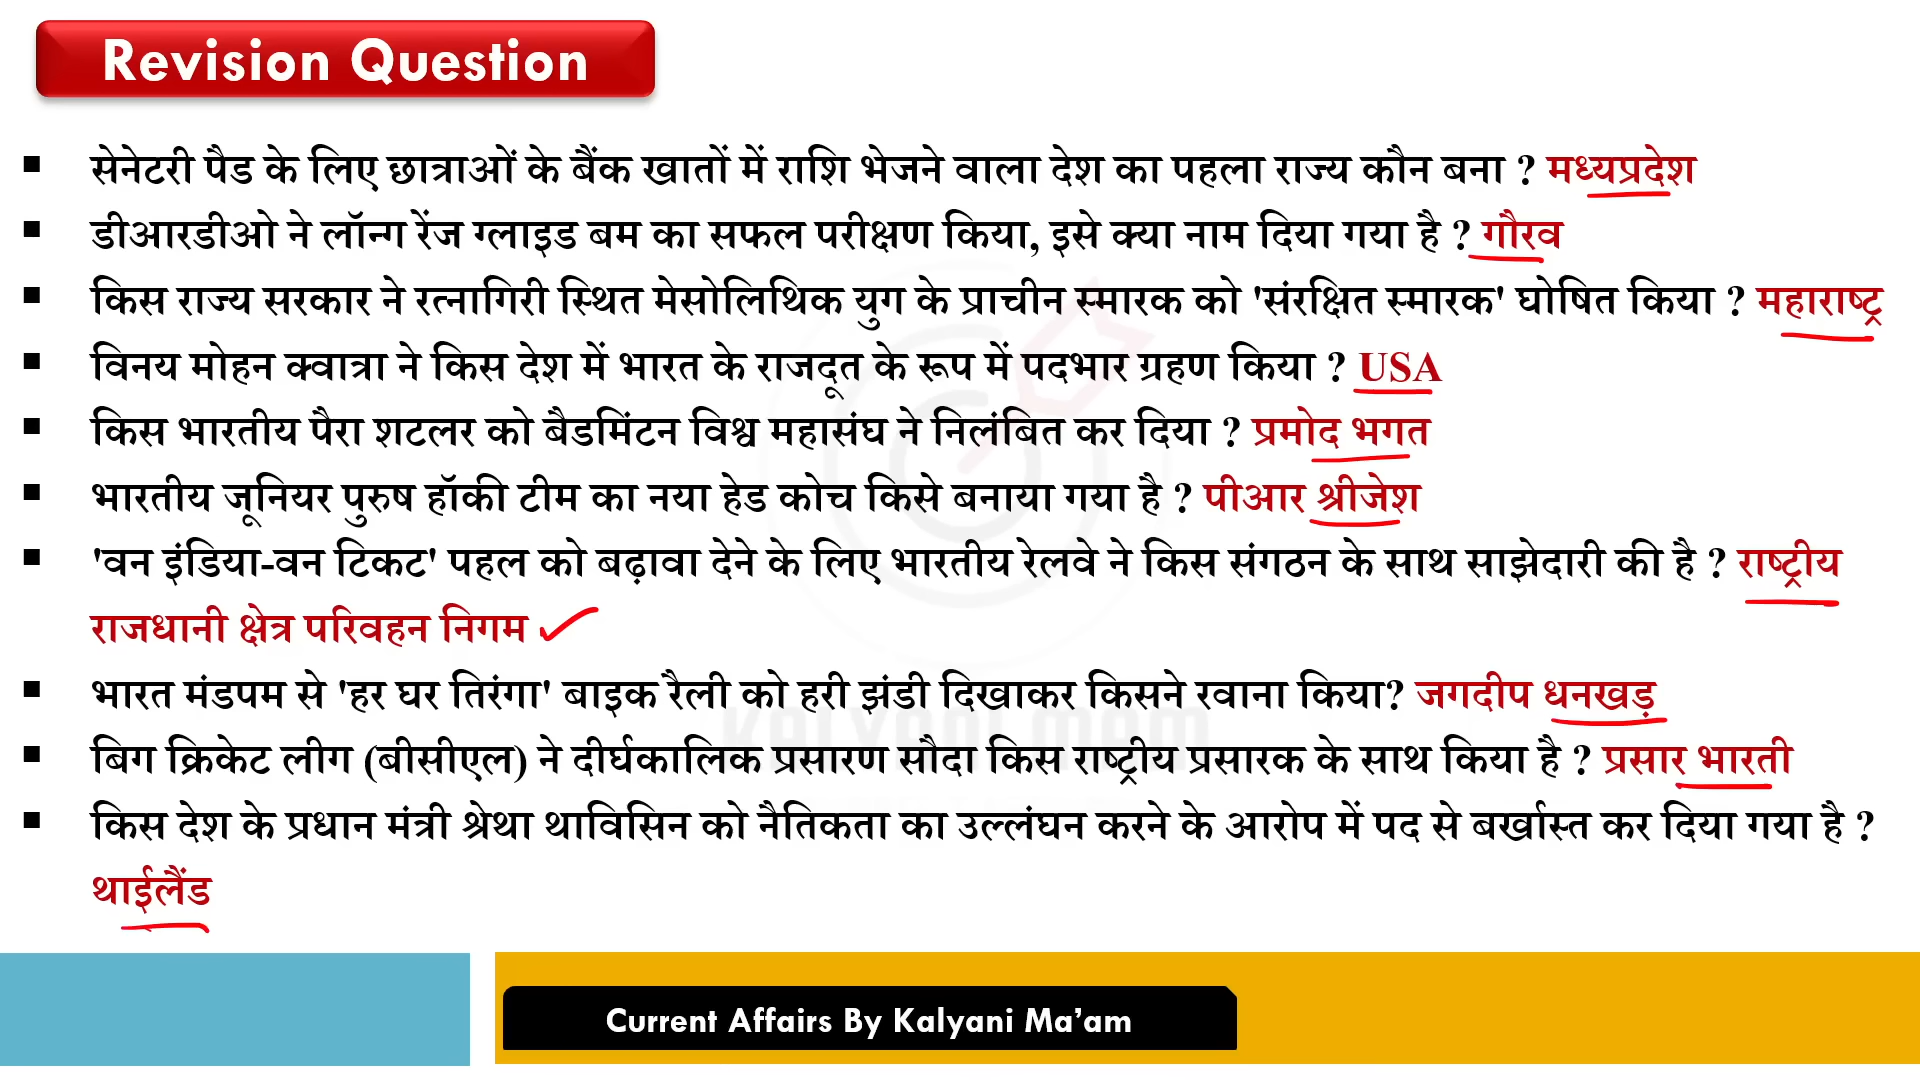 Revision Question
▪ सेनेटरी पैड के लिए छात्राओं के बैंक खातों में राशि भेजने वाला देश का पहला राज्य कौन बना ? मध्यप्रदेश
▪ डीआरडीओ ने लॉन्ग रेंज ग्लाइड बम का सफल परीक्षण किया, इसे क्या नाम दिया गया है ? गौरव
▪ किस राज्य सरकार ने रत्नागिरी स्थित मेसोलिथिक युग के प्राचीन स्मारक को 'संरक्षित स्मारक' घोषित किया ? महाराष्ट्र
▪ विनय मोहन क्वात्रा ने किस देश में भारत के राजदूत के रूप में पदभार ग्रहण किया ? USA
▪ किस भारतीय पैरा शटलर को बैडमिंटन विश्व महासंघ ने निलंबित कर दिया ? प्रमोद भगत
▪ भारतीय जूनियर पुरुष हॉकी टीम का नया हेड कोच किसे बनाया गया है ? पीआर श्रीजेश
▪ 'वन इंडिया-वन टिकट' पहल को बढ़ावा देने के लिए भारतीय रेलवे ने किस संगठन के साथ साझेदारी की है ? राष्ट्रीय
राजधानी क्षेत्र परिवहन निगम
▪ भारत मंडपम से 'हर घर तिरंगा' बाइक रैली को हरी झंडी दिखाकर किसने रवाना किया? जगदीप धनखड़
▪ बिग क्रिकेट लीग (बीसीएल) ने दीर्घकालिक प्रसारण सौदा किस राष्ट्रीय प्रसारक के साथ किया है ? प्रसार भारती
▪ किस देश के प्रधान मंत्री श्रेथा थाविसिन को नैतिकता का उल्लंघन करने के आरोप में पद से बर्खास्त कर दिया गया है ?
थाईलैंड
KALYANI MAM
Current Affairs By Kalyani Ma’am